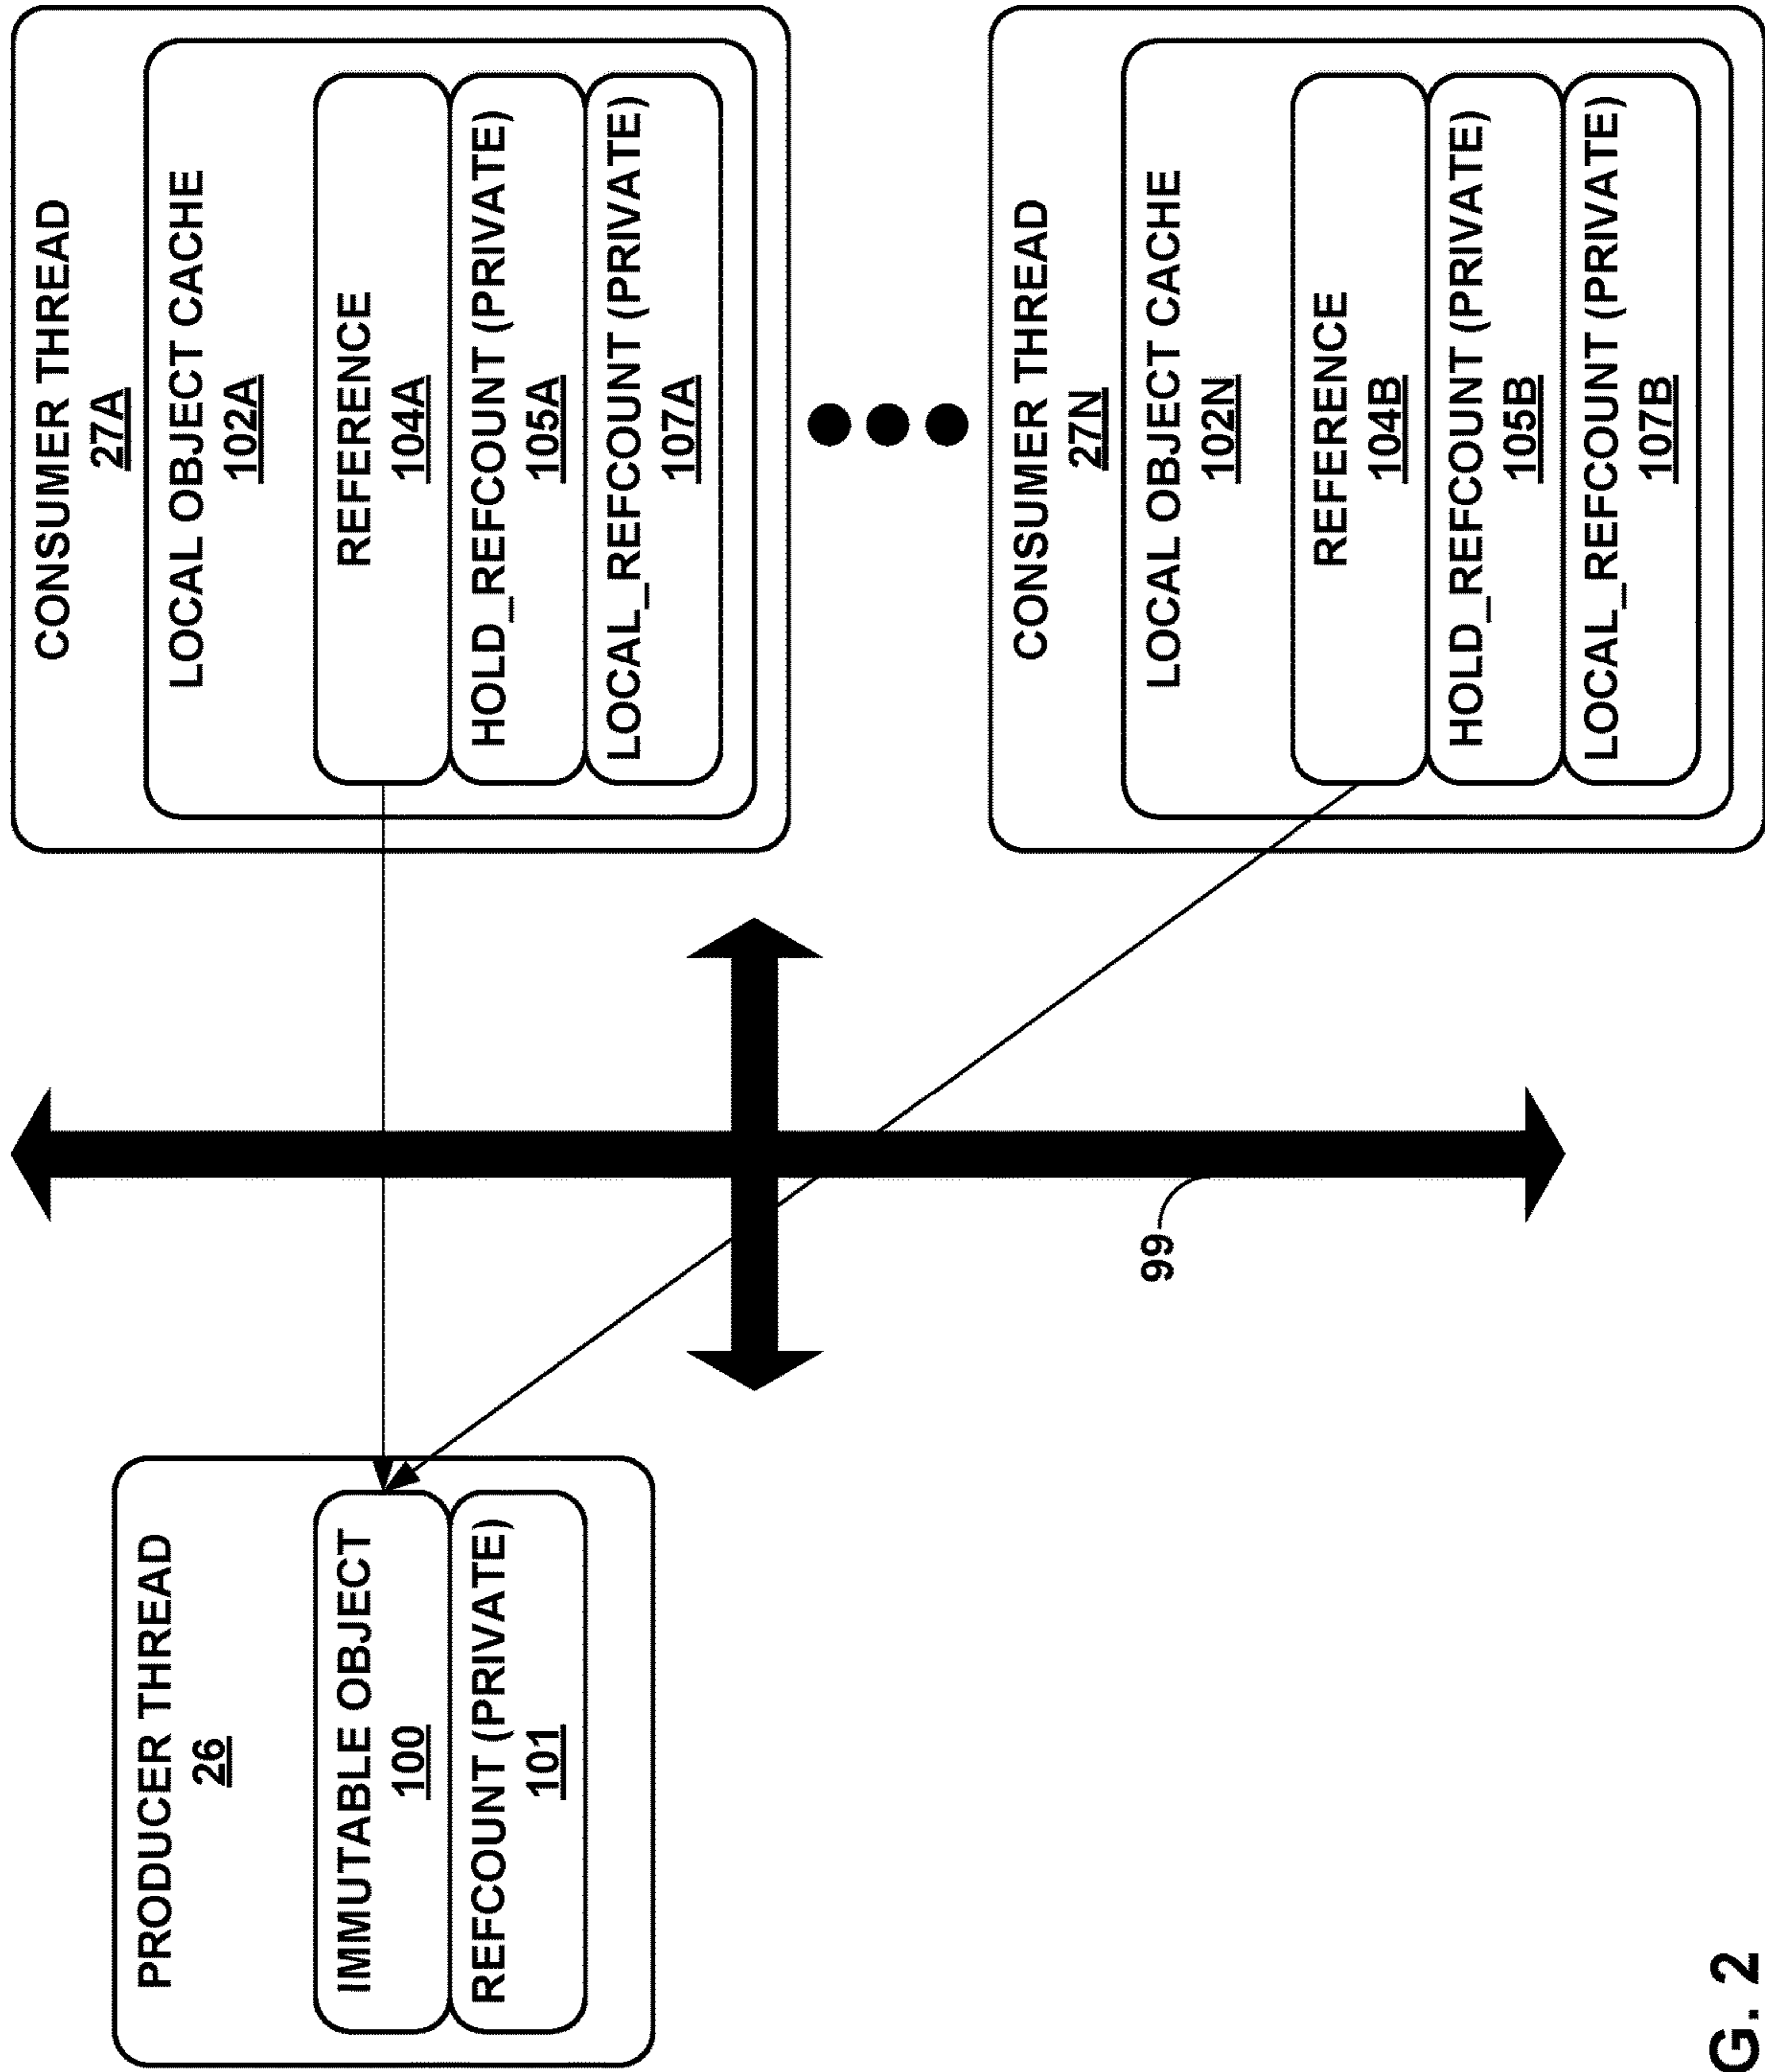 PRODUCER THREAD
26
IMMUTABLE OBJECT
100
REFCOUNT (PRIVATE)
101
99
CONSUMER THREAD
27A
LOCAL OBJECT CACHE
102A
REFERENCE
104A
HOLD_REFCOUNT (PRIVATE)
105A
LOCAL_REFCOUNT (PRIVATE)
107A
CONSUMER THREAD
27N
LOCAL OBJECT CACHE
102N
REFERENCE
104B
HOLD_REFCOUNT (PRIVATE)
105B
LOCAL_REFCOUNT (PRIVATE)
107B
G. 2